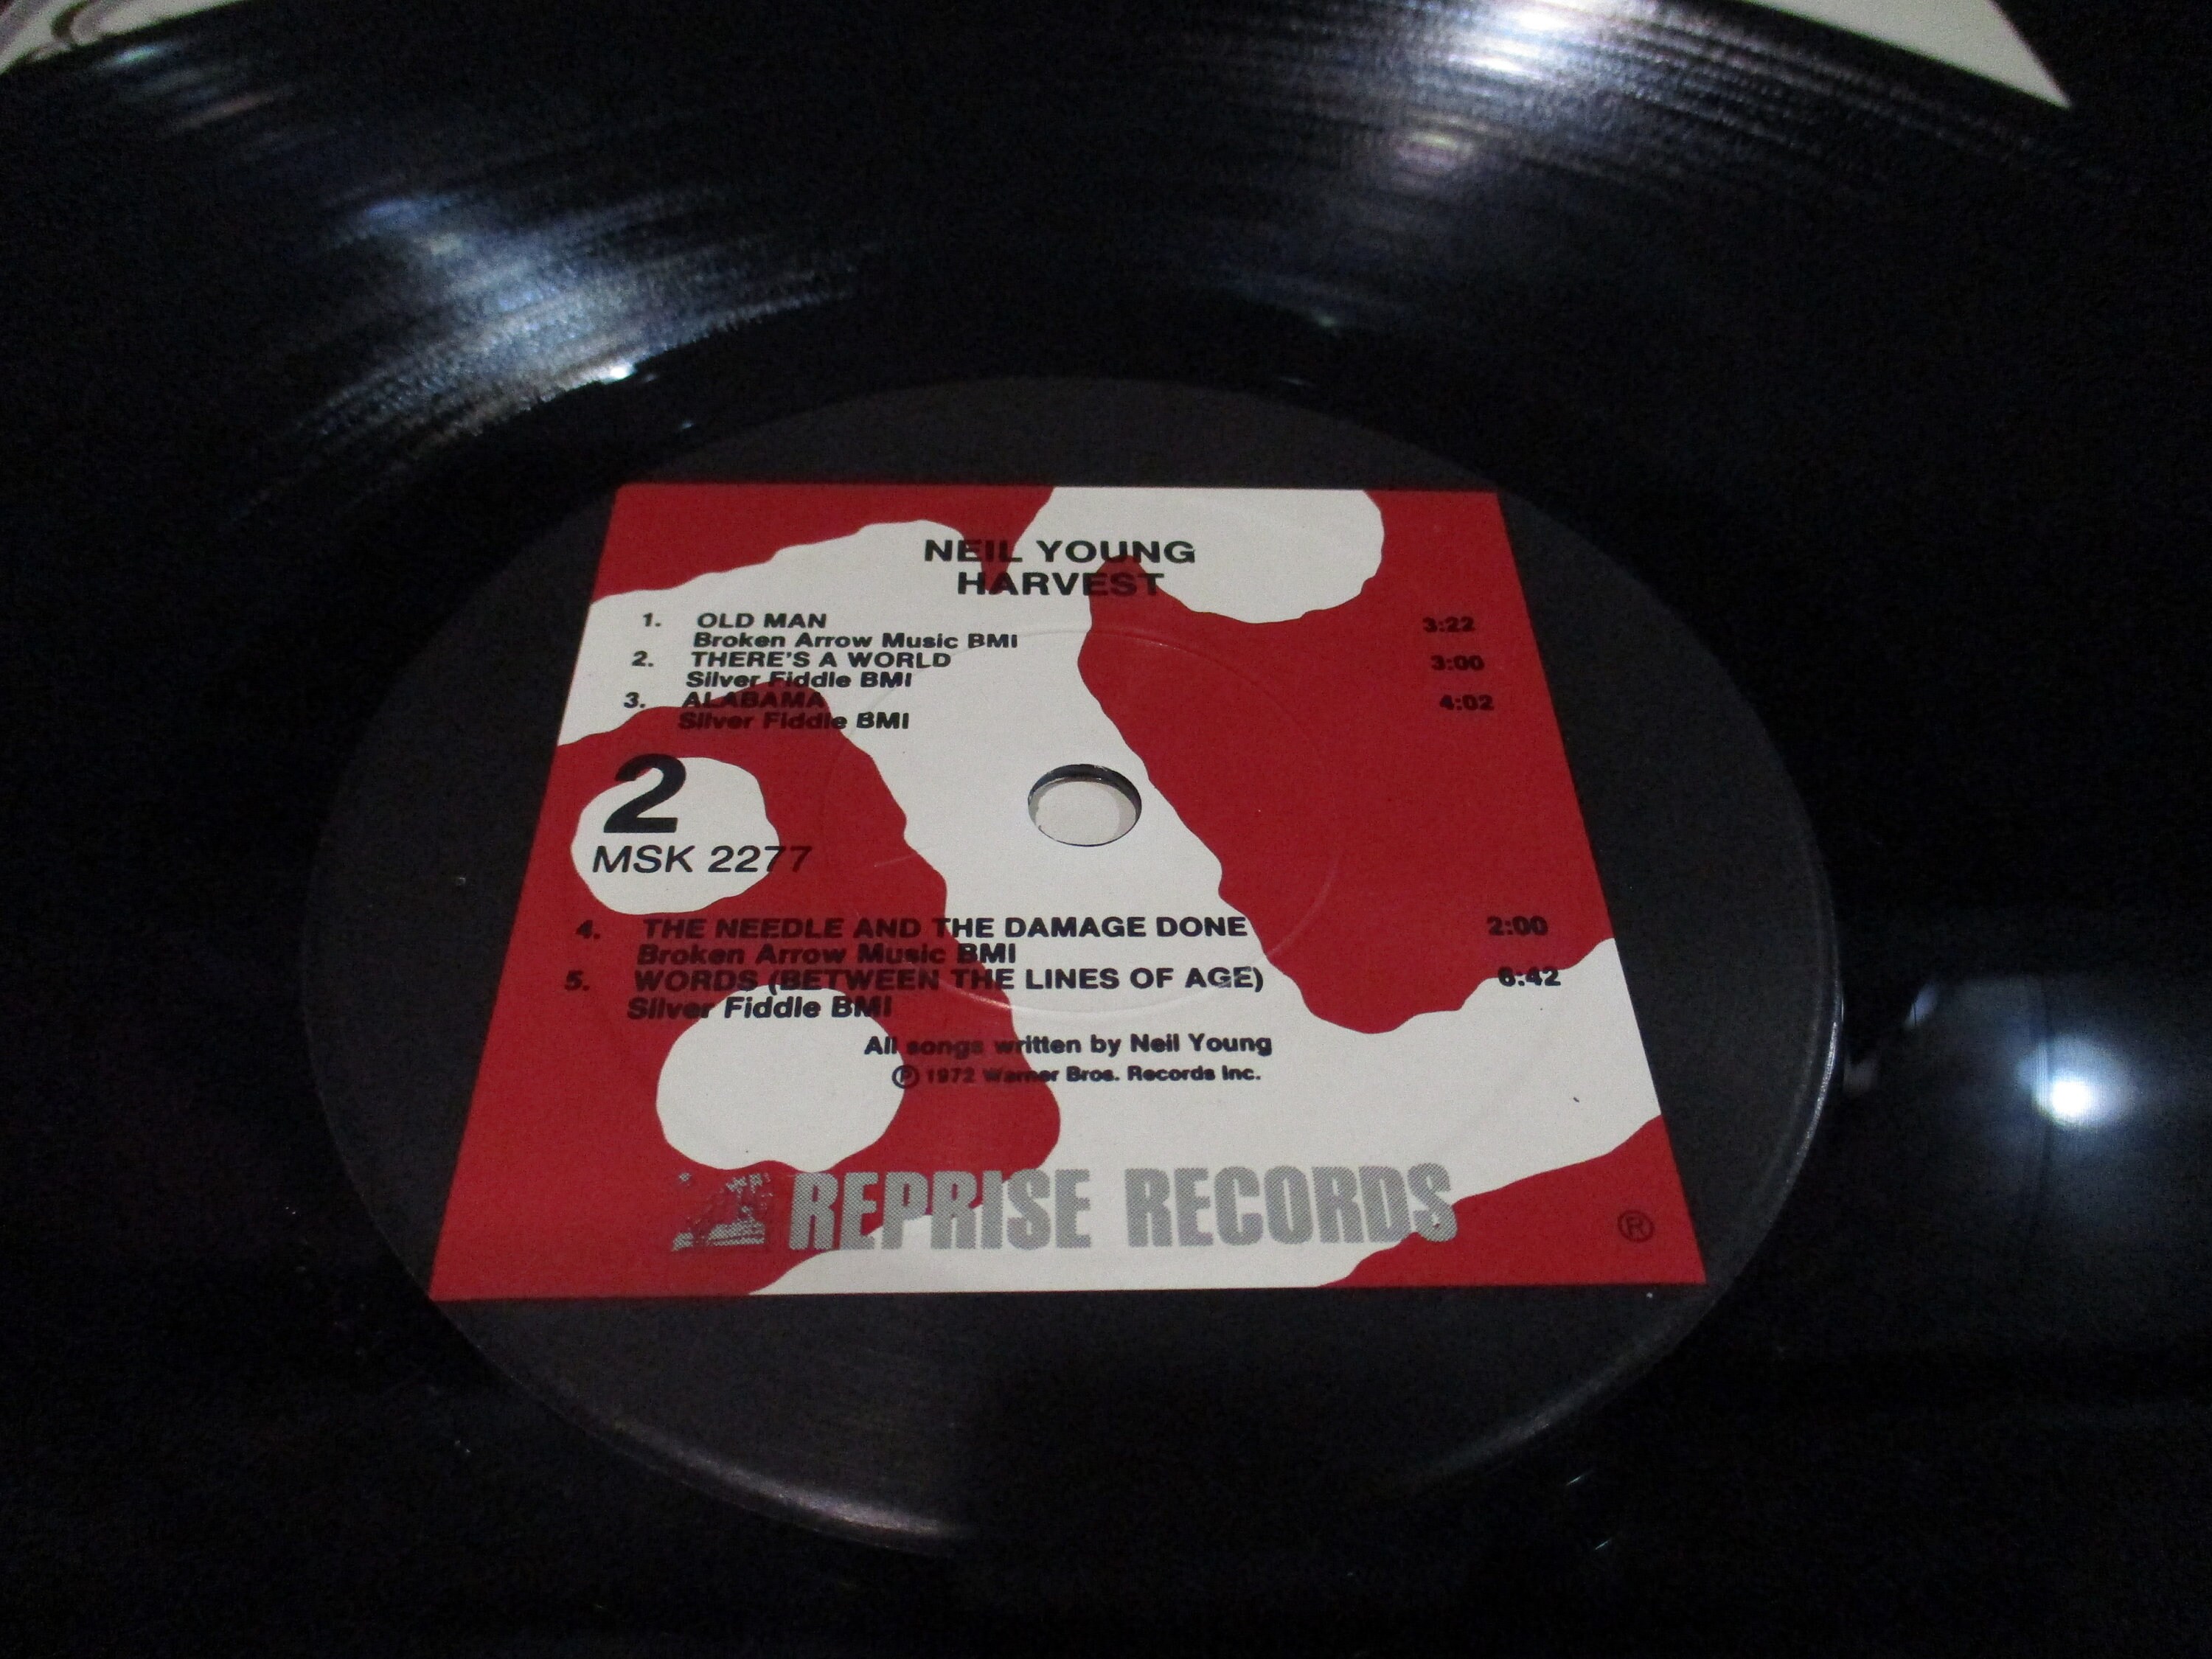 NEIL YOUNG
HARVEST
1. OLD MAN 3:22
Broken Arrow Music BMI
2. THERE'S A WORLD 3:00
Silver Fiddle BMI
3. ALABAMA 4:02
Silver Fiddle BMI
2
MSK 2277
4. THE NEEDLE AND THE DAMAGE DONE 2:00
Broken Arrow Music BMI
5. WORDS (BETWEEN THE LINES OF AGE) 6:42
Silver Fiddle BMI
All songs written by Neil Young
Ⓟ 1972 Warner Bros. Records Inc.
REPRISE RECORDS
®